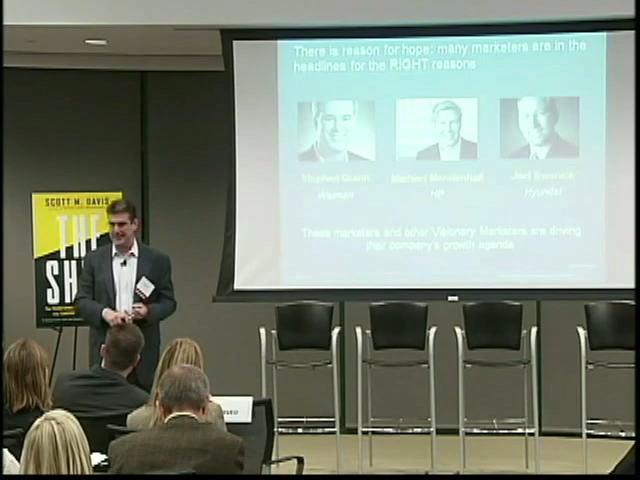 There is reason for hope: many marketers are in the
headlines for the RIGHT reasons
Stephen Quinn
Michael Mendenhall
Joel Ewanick
Walmart
HP
Hyundai
These marketers and other Visionary Marketers are driving
their company's growth agenda
SCOTT M. DAVIS
THE
SH